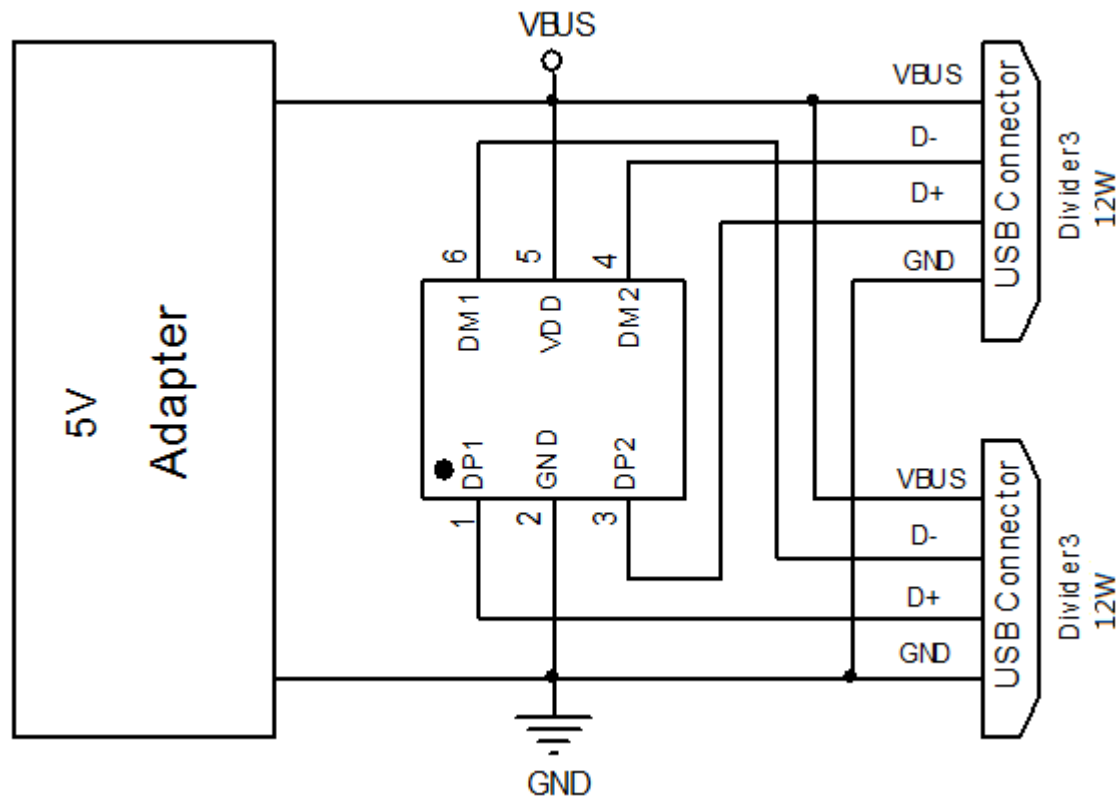 VBUS
5V
Adapter
6
5
4
DM1
VDD
DM2
DP1
GND
DP2
1
2
3
GND
VBUS
D-
D+
GND
USB Connector
Divider3
12W
VBUS
D-
D+
GND
USB Connector
Divider3
12W